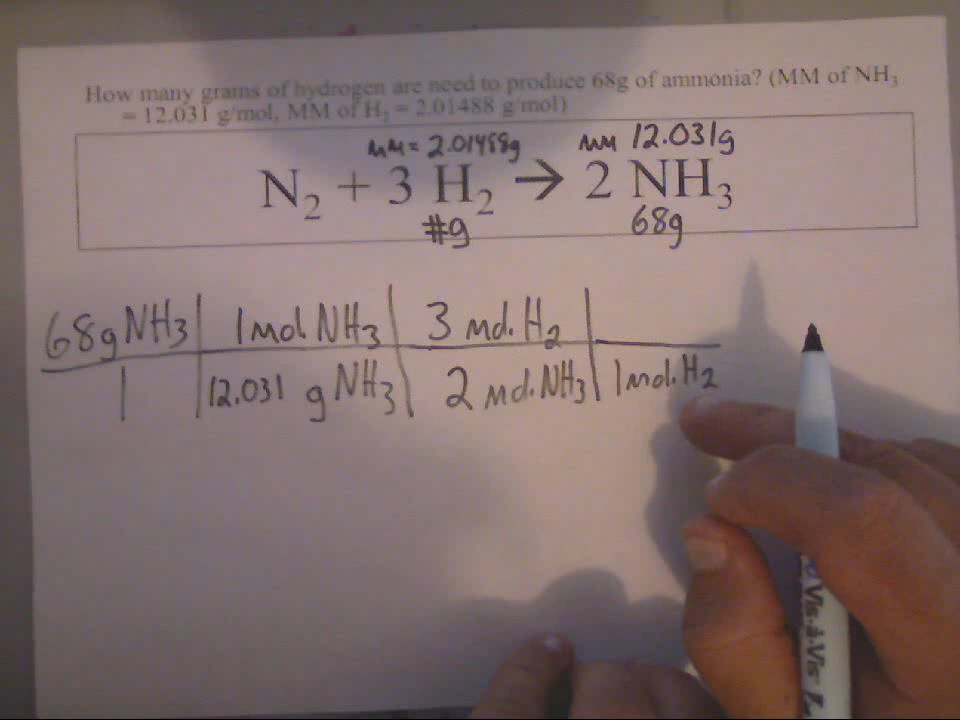 How many grams of hydrogen are need to produce 68g of ammonia? (MM of NH₃
= 12.031 g/mol, MM of H₂ = 2.01488 g/mol)
MM = 2.01488g MM 12.031g
N₂ + 3 H₂ → 2 NH₃
#g 68g
68g NH3 | 1 mol. NH3 | 3 mol. H2 |
1 | 12.031 g NH3 | 2 mol. NH3 | 1 mol. H2
Vis-à-Vis